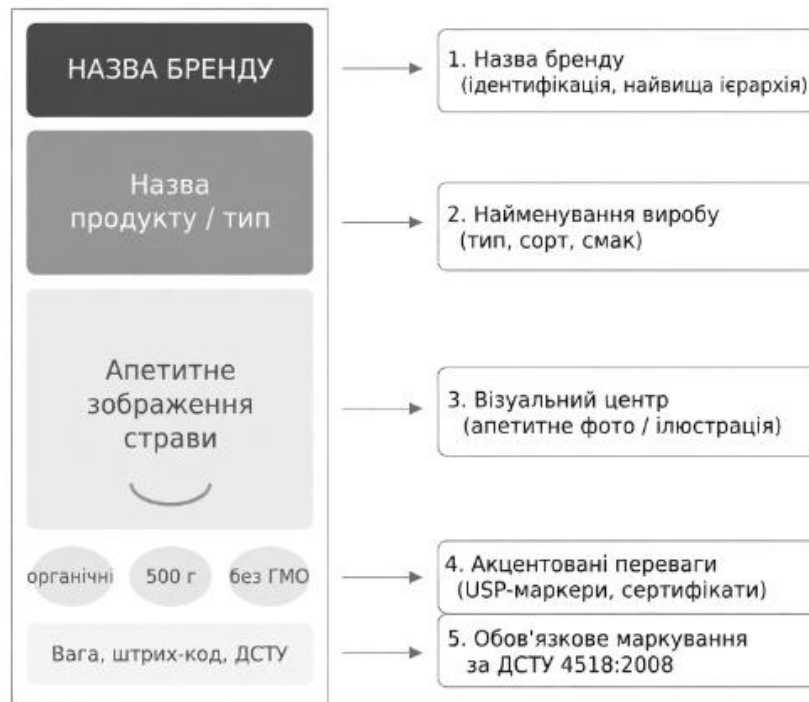 НАЗВА БРЕНДУ
1. Назва бренду
(ідентифікація, найвища ієрархія)
Назва
продукту / тип
2. Найменування виробу
(тип, сорт, смак)
Апетитне
зображення
страви
3. Візуальний центр
(апетитне фото / ілюстрація)
органічні
500 г
без ГМО
4. Акцентовані переваги
(USP-маркери, сертифікати)
Вага, штрих-код, ДСТУ
5. Обов'язкове маркування
за ДСТУ 4518:2008